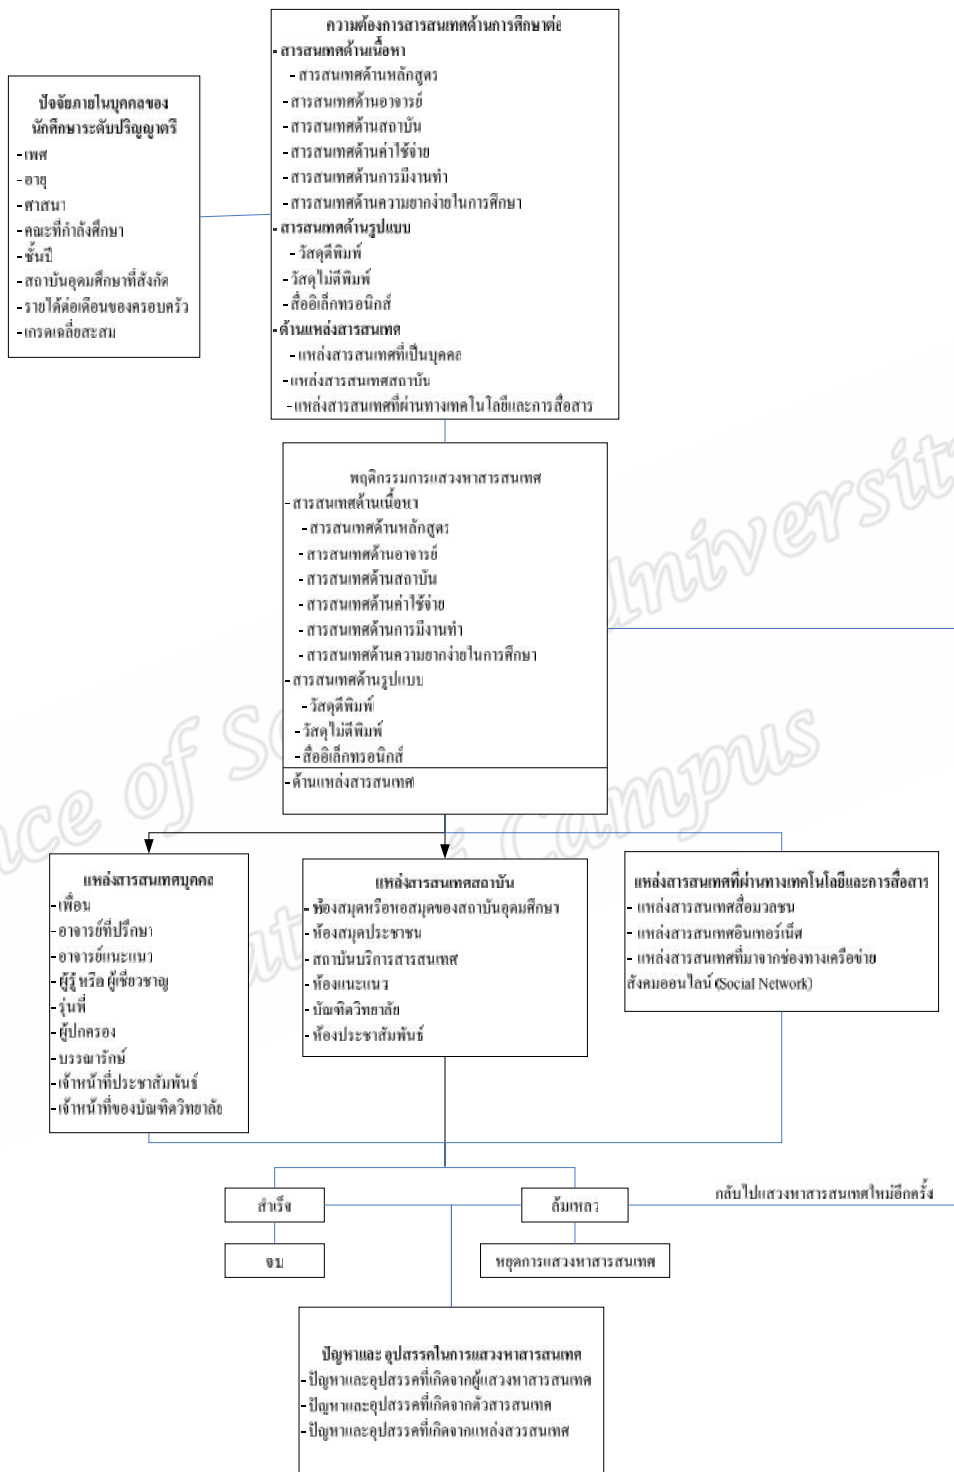 ความต้องการสารสนเทศด้านการศึกษาต่อ
- สารสนเทศด้านเนื้อหา
- สารสนเทศด้านหลักสูตร
- สารสนเทศด้านอาจารย์
- สารสนเทศด้านสถาบัน
- สารสนเทศด้านค่าใช้จ่าย
- สารสนเทศด้านการมีงานทำ
- สารสนเทศด้านความยากง่ายในการศึกษา
- สารสนเทศด้านรูปแบบ
- วัสดุตีพิมพ์
- วัสดุไม่ตีพิมพ์
- สื่ออิเล็กทรอนิกส์
- ด้านแหล่งสารสนเทศ
- แหล่งสารสนเทศที่เป็นบุคคล
- แหล่งสารสนเทศสถาบัน
- แหล่งสารสนเทศที่ผ่านทางเทคโนโลยีและการสื่อสาร
ปัจจัยภายในบุคคลของ
นักศึกษาระดับปริญญาตรี
- เพศ
- อายุ
- ศาสนา
- คณะที่กำลังศึกษา
- ชั้นปี
- สถาบันอุดมศึกษาที่สังกัด
- รายได้ต่อเดือนของครอบครัว
- เกรดเฉลี่ยสะสม
พฤติกรรมการแสวงหาสารสนเทศ
- สารสนเทศด้านเนื้อหา
- สารสนเทศด้านหลักสูตร
- สารสนเทศด้านอาจารย์
- สารสนเทศด้านสถาบัน
- สารสนเทศด้านค่าใช้จ่าย
- สารสนเทศด้านการมีงานทำ
- สารสนเทศด้านความยากง่ายในการศึกษา
- สารสนเทศด้านรูปแบบ
- วัสดุตีพิมพ์
- วัสดุไม่ตีพิมพ์
- สื่ออิเล็กทรอนิกส์
- ด้านแหล่งสารสนเทศ
แหล่งสารสนเทศบุคคล
- เพื่อน
- อาจารย์ที่ปรึกษา
- อาจารย์แนะแนว
- ผู้รู้ หรือ ผู้เชี่ยวชาญ
- รุ่นพี่
- ผู้ปกครอง
- บรรณารักษ์
- เจ้าหน้าที่ประชาสัมพันธ์
- เจ้าหน้าที่ของบัณฑิตวิทยาลัย
แหล่งสารสนเทศสถาบัน
- ห้องสมุดหรือหอสมุดของสถาบันอุดมศึกษา
- ห้องสมุดประชาชน
- สถาบันบริการสารสนเทศ
- ห้องแนะแนว
- บัณฑิตวิทยาลัย
- ห้องประชาสัมพันธ์
แหล่งสารสนเทศที่ผ่านทางเทคโนโลยีและการสื่อสาร
- แหล่งสารสนเทศสื่อมวลชน
- แหล่งสารสนเทศอินเทอร์เน็ต
- แหล่งสารสนเทศที่มาจากช่องทางเครือข่าย
สังคมออนไลน์ (Social Network)
สำเร็จ
ล้มเหลว
กลับไปแสวงหาสารสนเทศใหม่อีกครั้ง
จบ
หยุดการแสวงหาสารสนเทศ
ปัญหาและ อุปสรรคในการแสวงหาสารสนเทศ
- ปัญหาและอุปสรรคที่เกิดจากผู้แสวงหาสารสนเทศ
- ปัญหาและอุปสรรคที่เกิดจากตัวสารสนเทศ
- ปัญหาและอุปสรรคที่เกิดจากแหล่งสวรสนเทศ
of
Campus